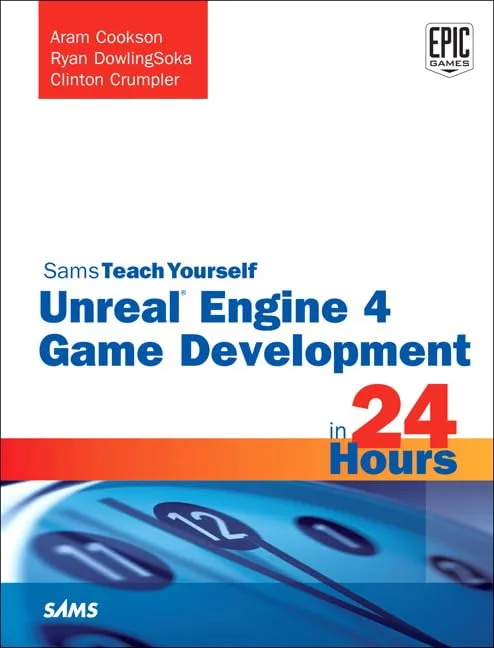 Aram Cookson
Ryan DowlingSoka
Clinton Crumpler
EPIC
GAMES
Sams Teach Yourself
Unreal® Engine 4
Game Development
in 24
Hours
11
12
1
2
SAMS